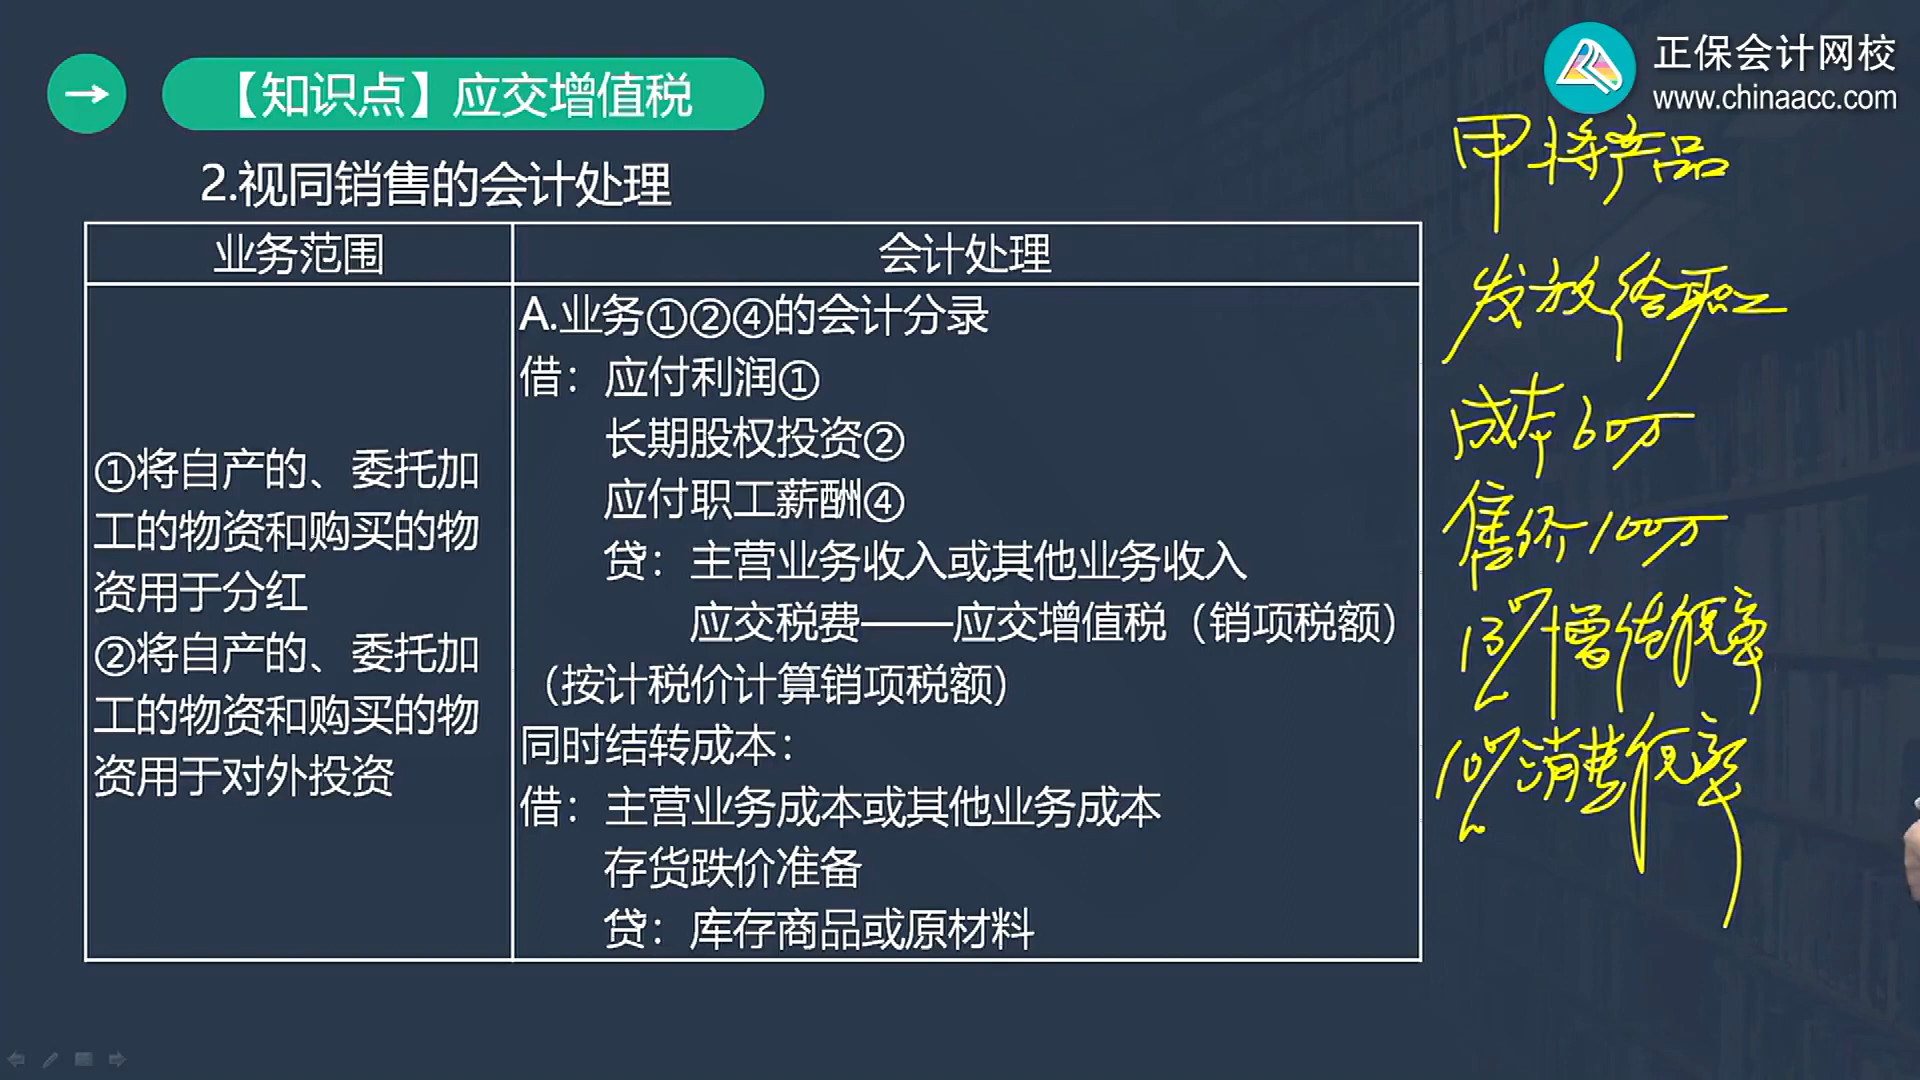 【知识点】应交增值税
正保会计网校
www.chinaacc.com
2.视同销售的会计处理
业务范围
会计处理
①将自产的、委托加
工的物资和购买的物
资用于分红
②将自产的、委托加
工的物资和购买的物
资用于对外投资
A.业务①②④的会计分录
借：应付利润①
长期股权投资②
应付职工薪酬④
贷：主营业务收入或其他业务收入
应交税费——应交增值税（销项税额）
（按计税价计算销项税额）
同时结转成本：
借：主营业务成本或其他业务成本
存货跌价准备
贷：库存商品或原材料
甲将产品
发放给职工
成本60万
售价100万
13%增值税率
10%消费税率